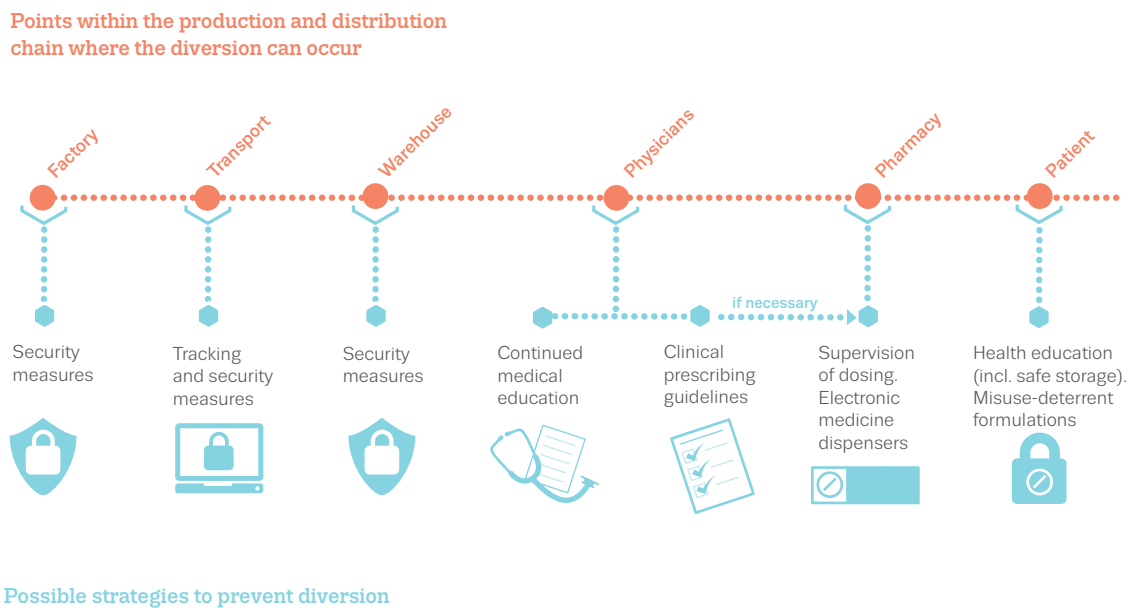 Points within the production and distribution
chain where the diversion can occur
Factory
Transport
Warehouse
Physicians
Pharmacy
Patient
if necessary
Security
measures
Tracking
and security
measures
Security
measures
Continued
medical
education
Clinical
prescribing
guidelines
Supervision
of dosing.
Electronic
medicine
dispensers
Health education
(incl. safe storage).
Misuse-deterrent
formulations
Possible strategies to prevent diversion